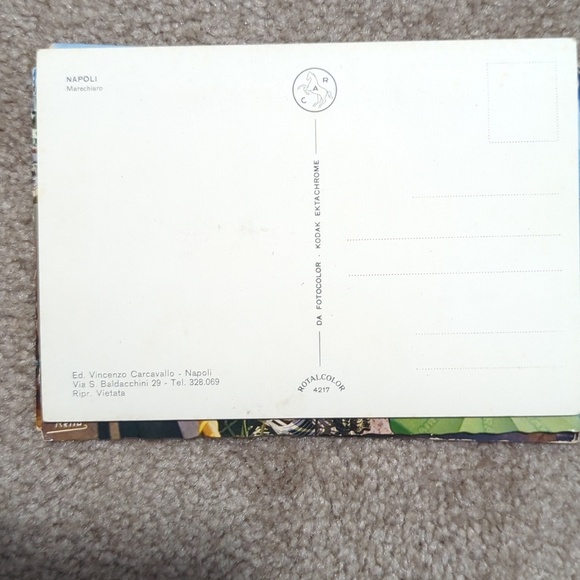 NAPOLI
Marechiaro
C A R
DA FOTOCOLOR - KODAK EKTACHROME
ROTALCOLOR
4217
Ed. Vincenzo Carcavallo - Napoli
Via S. Baldacchini 29 - Tel. 328.069
Ripr. Vietata